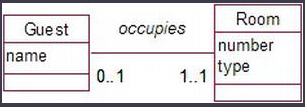 Guest
name
occupies
0..1
1..1
Room
number
type